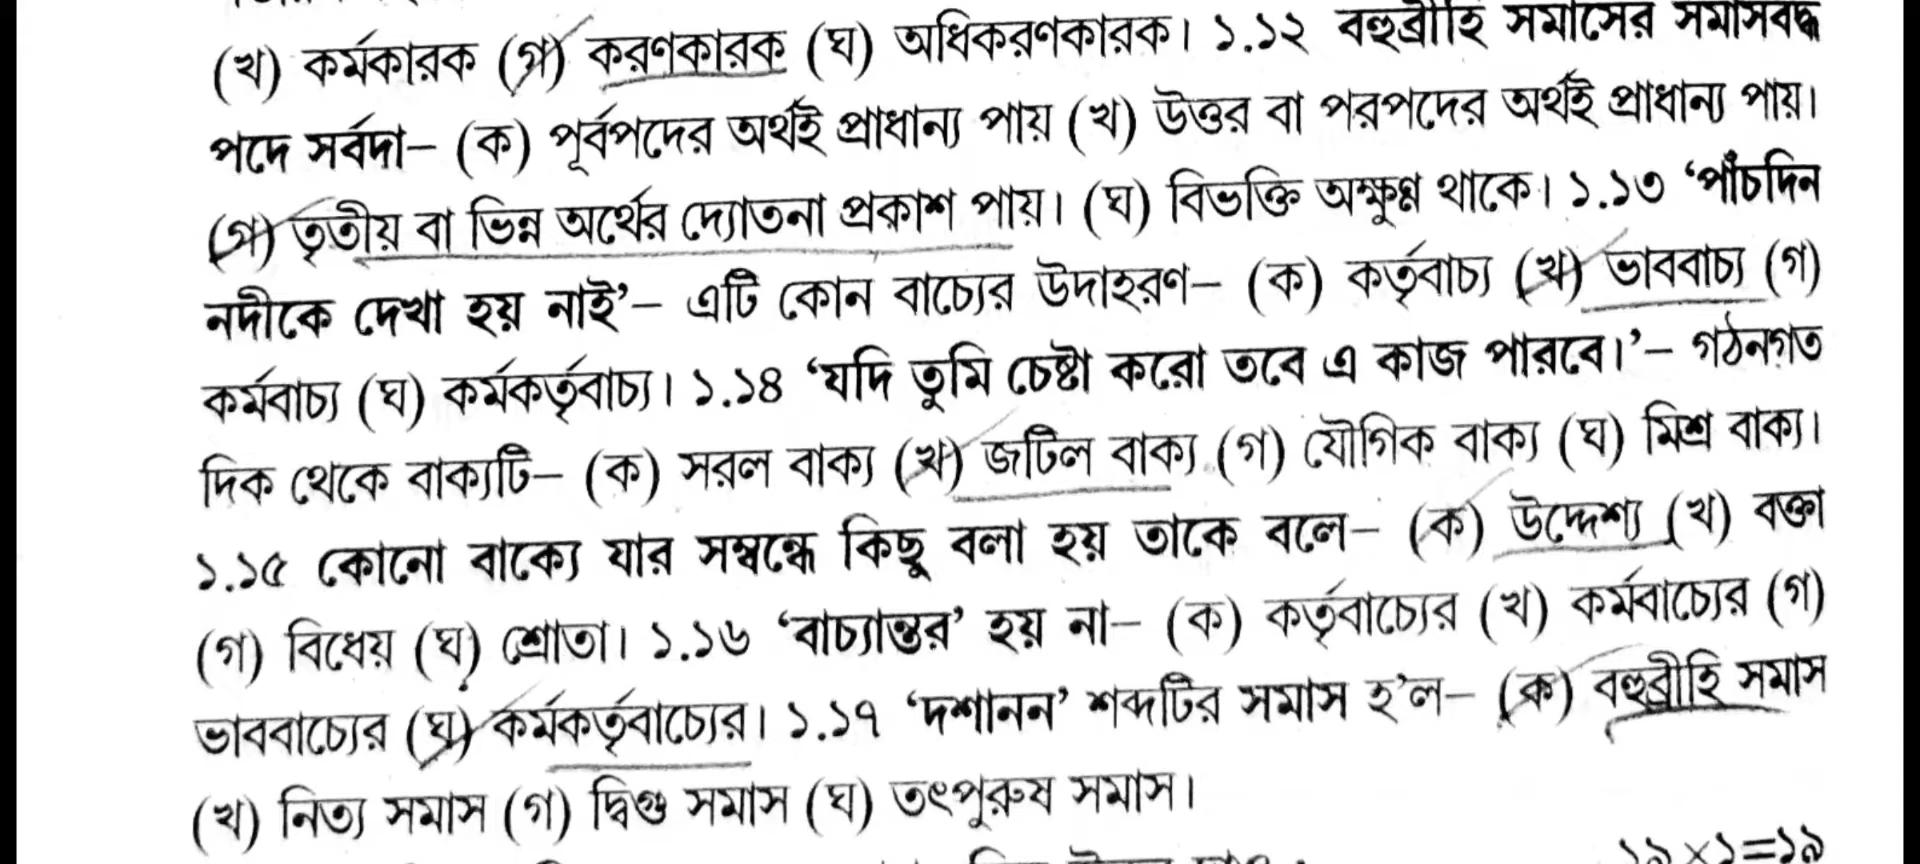 (খ) কর্মকারক (গ) করণকারক (ঘ) অধিকরণকারক। ১.১২ বহুব্রীহি সমাসের সমাসবদ্ধ
পদে সর্বদা– (ক) পূর্বপদের অর্থই প্রাধান্য পায় (খ) উত্তর বা পরপদের অর্থই প্রাধান্য পায়।
(গ) তৃতীয় বা ভিন্ন অর্থের দ্যোতনা প্রকাশ পায়। (ঘ) বিভক্তি অক্ষুণ্ণ থাকে। ১.১৩ ‘পাঁচদিন
নদীকে দেখা হয় নাই’– এটি কোন বাচ্যের উদাহরণ– (ক) কর্তৃবাচ্য (খ) ভাববাচ্য (গ)
কর্মবাচ্য (ঘ) কর্মকর্তৃবাচ্য। ১.১৪ ‘যদি তুমি চেষ্টা করো তবে এ কাজ পারবে।’– গঠনগত
দিক থেকে বাক্যটি– (ক) সরল বাক্য (খ) জটিল বাক্য (গ) যৌগিক বাক্য (ঘ) মিশ্র বাক্য।
১.১৫ কোনো বাক্যে যার সম্বন্ধে কিছু বলা হয় তাকে বলে– (ক) উদ্দেশ্য (খ) বক্তা
(গ) বিধেয় (ঘ) শ্রোতা। ১.১৬ ‘বাচ্যান্তর’ হয় না– (ক) কর্তৃবাচ্যের (খ) কর্মবাচ্যের (গ)
ভাববাচ্যের (ঘ) কর্মকর্তৃবাচ্যের। ১.১৭ ‘দশানন’ শব্দটির সমাস হ’ল– (ক) বহুব্রীহি সমাস
(খ) নিত্য সমাস (গ) দ্বিগু সমাস (ঘ) তৎপুরুষ সমাস।
১৯×১=১৯